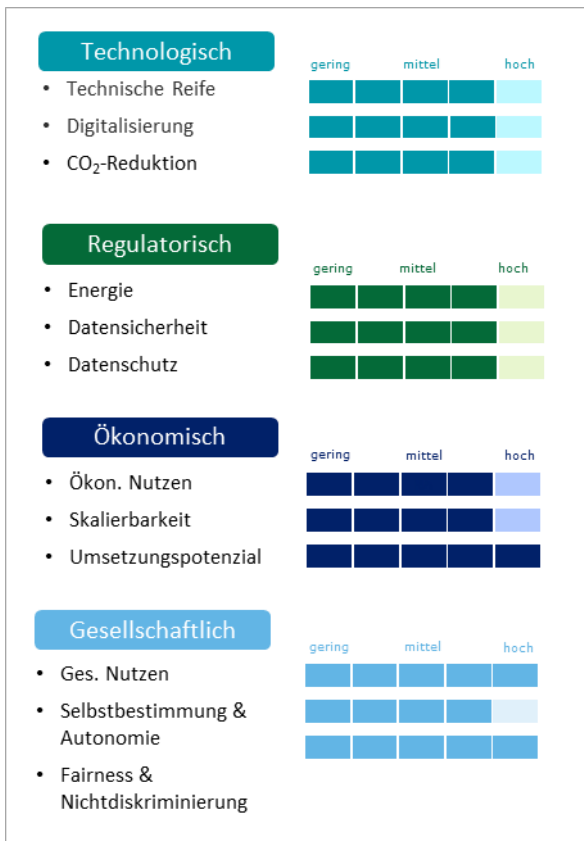 Technologisch
gering mittel hoch
• Technische Reife
• Digitalisierung
• CO₂-Reduktion
Regulatorisch
gering mittel hoch
• Energie
• Datensicherheit
• Datenschutz
Ökonomisch
gering mittel hoch
• Ökon. Nutzen
• Skalierbarkeit
• Umsetzungspotenzial
Gesellschaftlich
gering mittel hoch
• Ges. Nutzen
• Selbstbestimmung &
Autonomie
• Fairness &
Nichtdiskriminierung